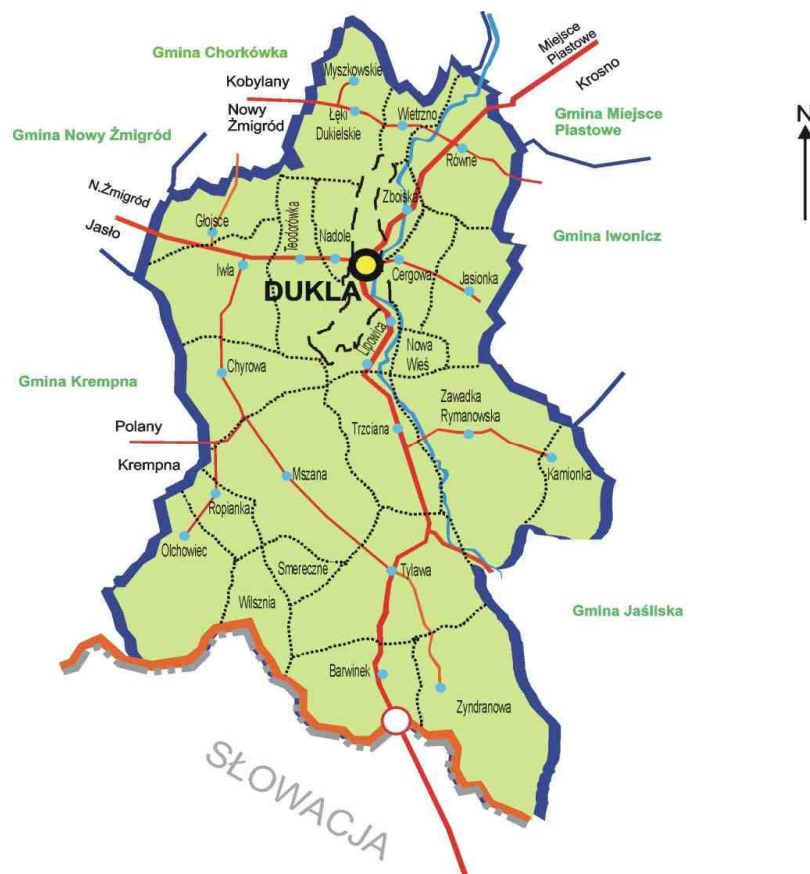 Gmina Chorkówka
Miejsce
Piastowe
Krosno
Myszkowskie
Kobylany
Nowy
Żmigród
Łęki
Dukielskie
Wietrzno
Gmina Miejsce
Piastowe
N
Gmina Nowy Żmigród
Równe
N.Żmigród
Jasło
Głojsce
Teodorówka
Nadole
Zboiska
Gmina Iwonicz
Iwla
DUKLA
Cergowa
Jasionka
Lipowica
Nowa
Wieś
Gmina Krempna
Chyrowa
Zawadka
Rymanowska
Polany
Krempna
Trzciana
Mszana
Kamionka
Ropianka
Olchowiec
Smereczne
Tylawa
Wilsznia
Gmina Jaśliska
Barwinek
Zyndranowa
SŁOWACJA